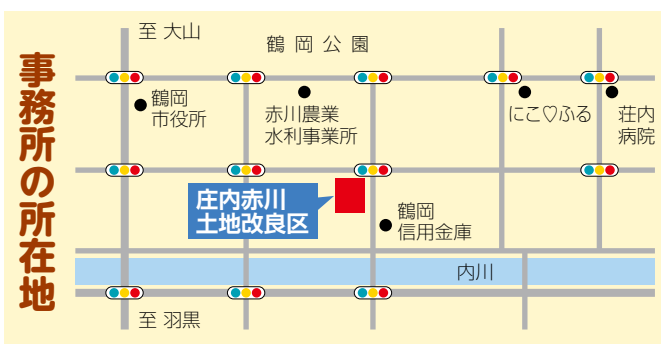 事務所の所在地
至 大山
鶴岡公園
鶴岡
市役所
赤川農業
水利事業所
にこ♡ふる
荘内
病院
庄内赤川
土地改良区
鶴岡
信用金庫
内川
至 羽黒